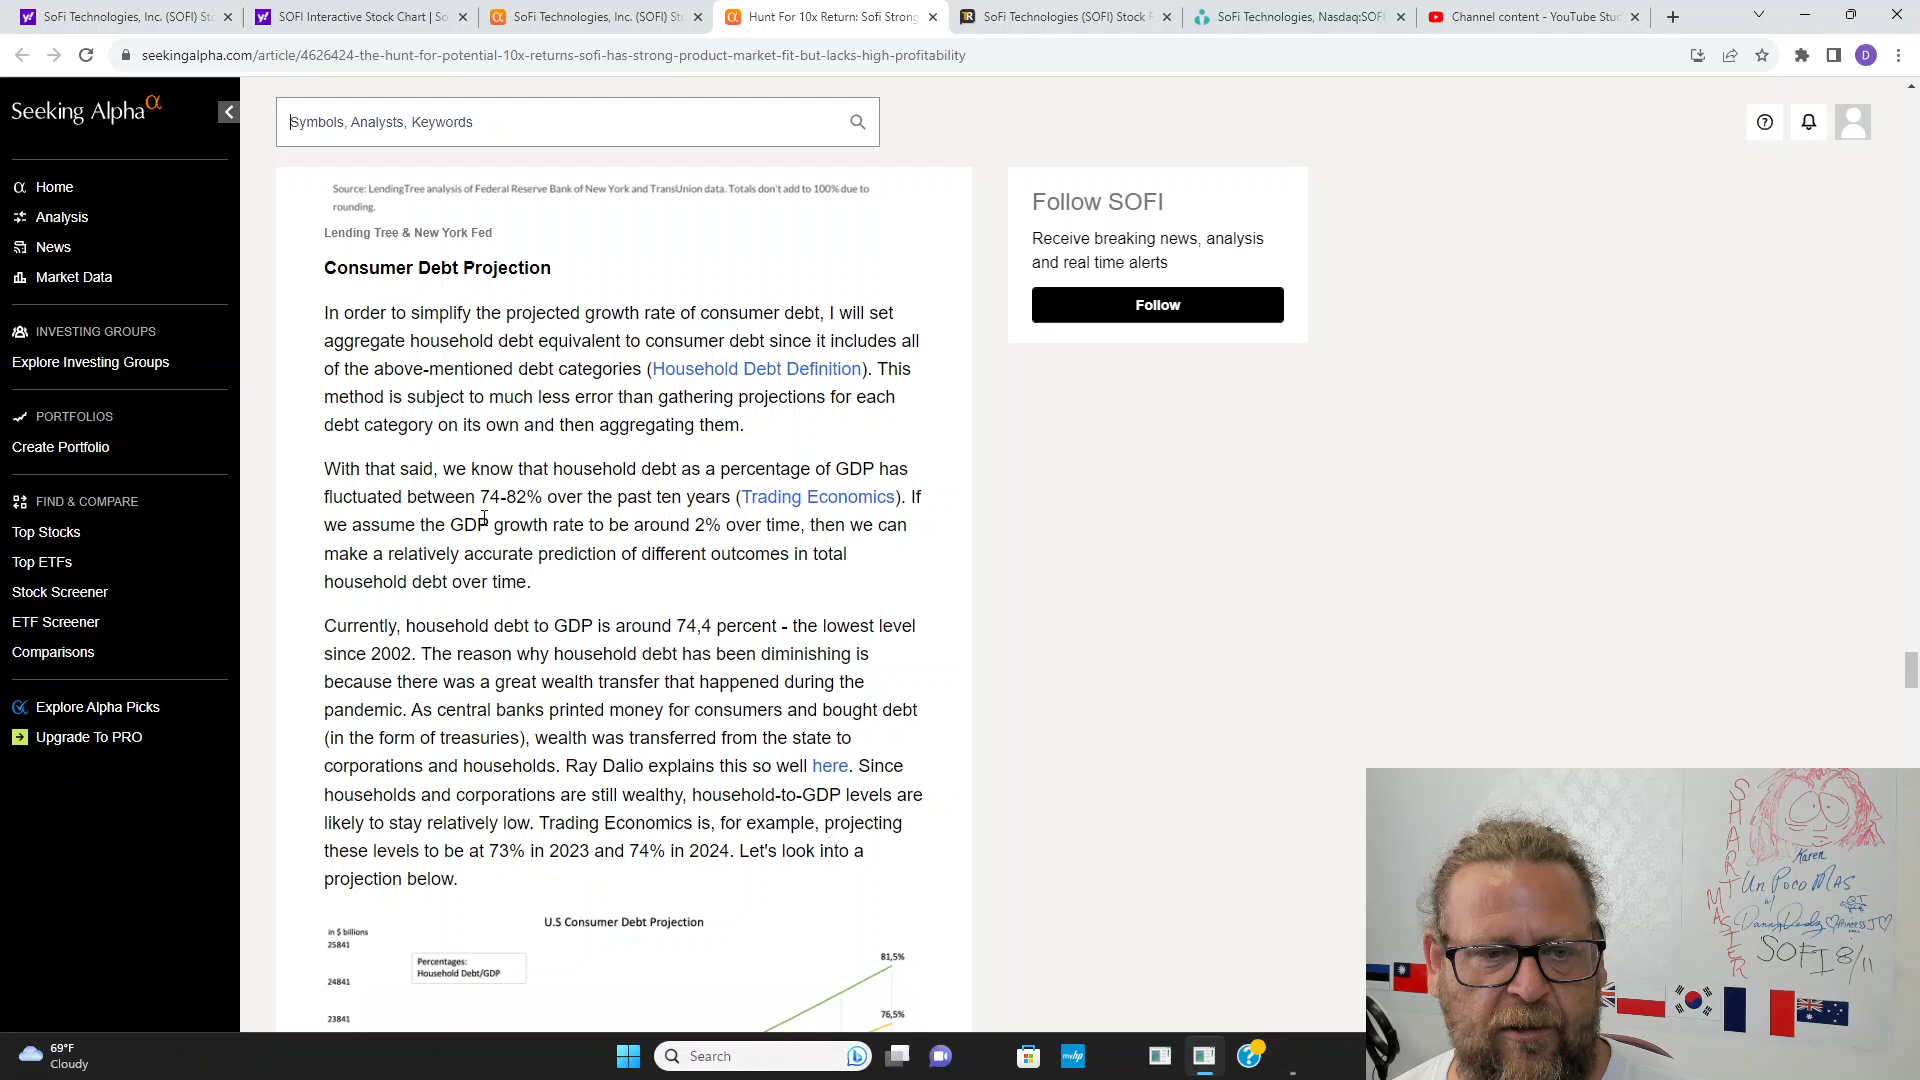 SoFi Technologies, Inc. (SOFI) Sto
SOFI Interactive Stock Chart | So
SoFi Technologies, Inc. (SOFI) Sto
Hunt For 10x Return: Sofi Strong
SoFi Technologies (SOFI) Stock F
SoFi Technologies, Nasdaq:SOFI
Channel content - YouTube Stud
seekingalpha.com/article/4626424-the-hunt-for-potential-10x-returns-sofi-has-strong-product-market-fit-but-lacks-high-profitability
D
Seeking Alpha
Symbols, Analysts, Keywords
Home
Analysis
News
Market Data
INVESTING GROUPS
Explore Investing Groups
PORTFOLIOS
Create Portfolio
FIND & COMPARE
Top Stocks
Top ETFs
Stock Screener
ETF Screener
Comparisons
Explore Alpha Picks
Upgrade To PRO
Source: LendingTree analysis of Federal Reserve Bank of New York and TransUnion data. Totals don't add to 100% due to
rounding.
Lending Tree & New York Fed
Consumer Debt Projection
In order to simplify the projected growth rate of consumer debt, I will set
aggregate household debt equivalent to consumer debt since it includes all
of the above-mentioned debt categories (Household Debt Definition). This
method is subject to much less error than gathering projections for each
debt category on its own and then aggregating them.
With that said, we know that household debt as a percentage of GDP has
fluctuated between 74-82% over the past ten years (Trading Economics). If
we assume the GDP growth rate to be around 2% over time, then we can
make a relatively accurate prediction of different outcomes in total
household debt over time.
Currently, household debt to GDP is around 74,4 percent - the lowest level
since 2002. The reason why household debt has been diminishing is
because there was a great wealth transfer that happened during the
pandemic. As central banks printed money for consumers and bought debt
(in the form of treasuries), wealth was transferred from the state to
corporations and households. Ray Dalio explains this so well here. Since
households and corporations are still wealthy, household-to-GDP levels are
likely to stay relatively low. Trading Economics is, for example, projecting
these levels to be at 73% in 2023 and 74% in 2024. Let's look into a
projection below.
U.S Consumer Debt Projection
in $ billions
25841
24841
23841
Percentages:
Household Debt/GDP
81,5%
76,5%
Follow SOFI
Receive breaking news, analysis
and real time alerts
Follow
SHART MASTER
Karen
Un Poco Mas
w/
Princess J
SOFI 8/11
69°F
Cloudy
Search
myhp